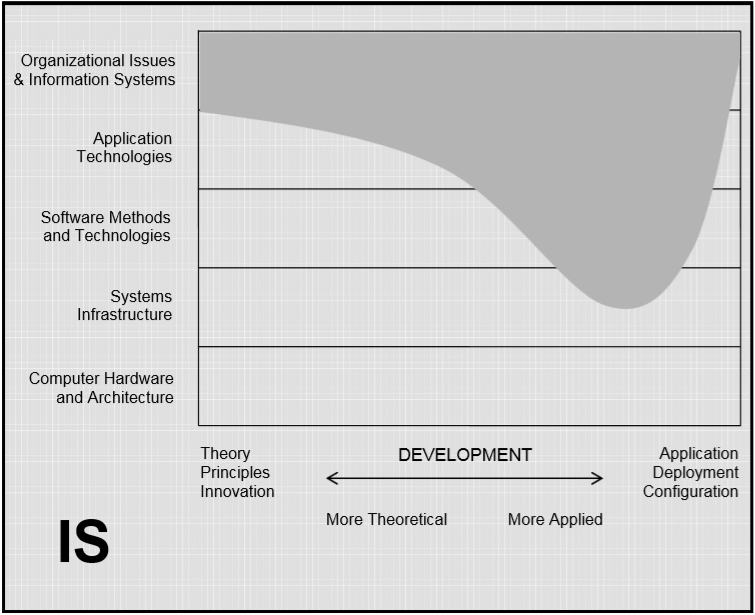 Organizational Issues
& Information Systems
Application
Technologies
Software Methods
and Technologies
Systems
Infrastructure
Computer Hardware
and Architecture
Theory
Principles
Innovation
DEVELOPMENT
More Theoretical
More Applied
Application
Deployment
Configuration
IS